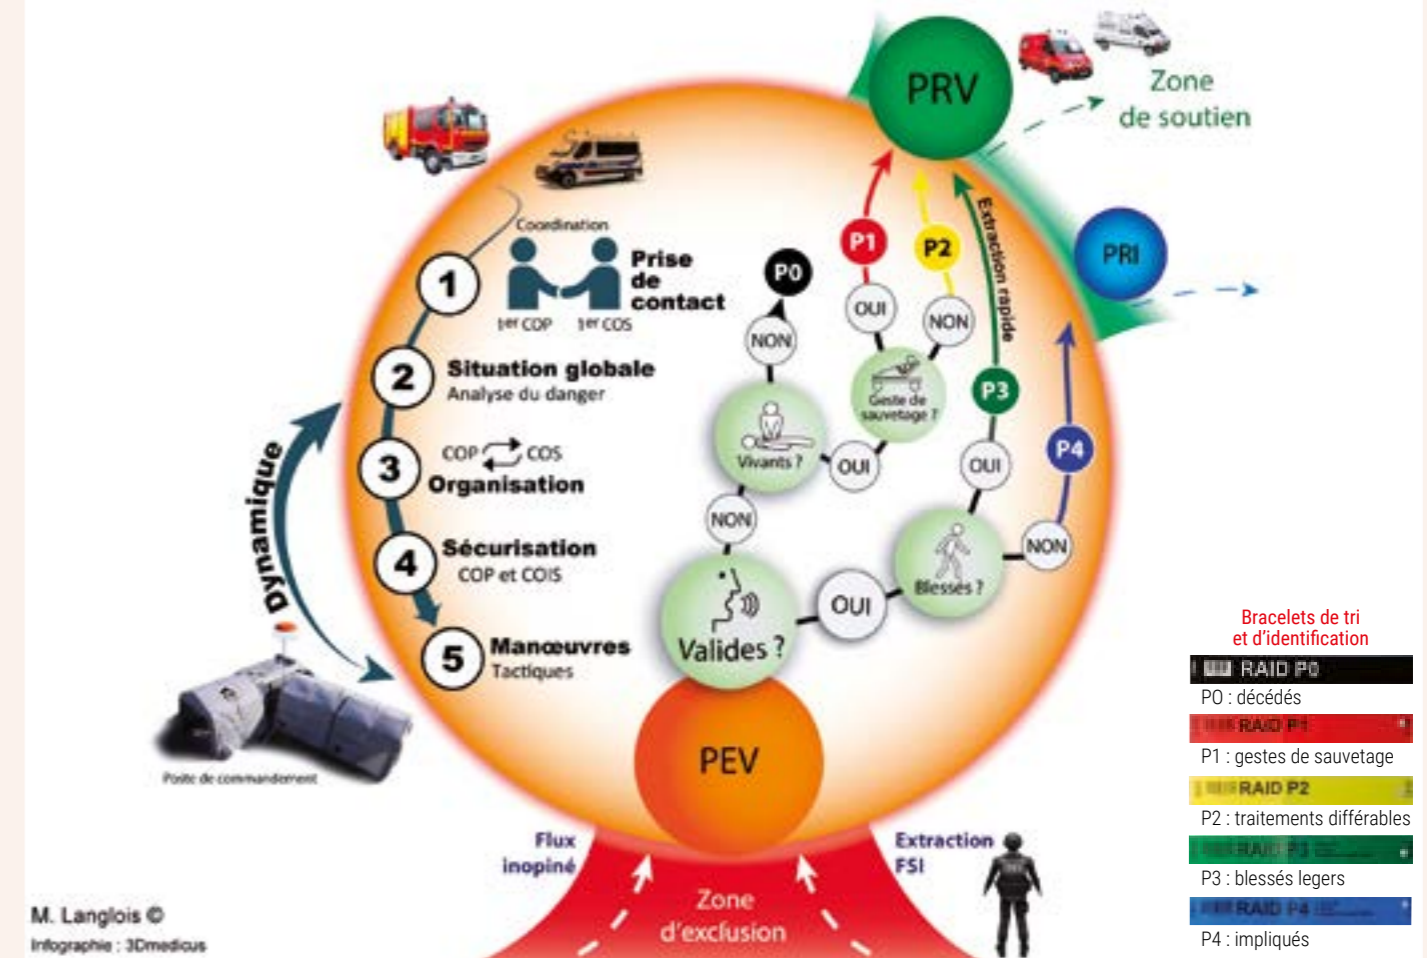 PRV
Zone
de soutien
PRI
Coordination
1er COP
1er COS
1
Prise
de
contact
2
Situation globale
Analyse du danger
3
COP
COS
Organisation
4
Sécurisation
COP et COIS
5
Manœuvres
Tactiques
Dynamique
Poste de commandement
P0
P1
P2
P3
P4
Extraction rapide
NON
OUI
NON
Geste de
sauvetage ?
Vivants ?
OUI
OUI
NON
NON
Valides ?
OUI
Blessés ?
PEV
Flux
inopiné
Extraction
FSI
Zone
d'exclusion
M. Langlois ©
Infographie : 3Dmedicus
Bracelets de tri
et d'identification
RAID P0
PO : décédés
RAID P1
P1 : gestes de sauvetage
RAID P2
P2 : traitements différables
RAID P3
P3 : blessés legers
RAID P4
P4 : impliqués